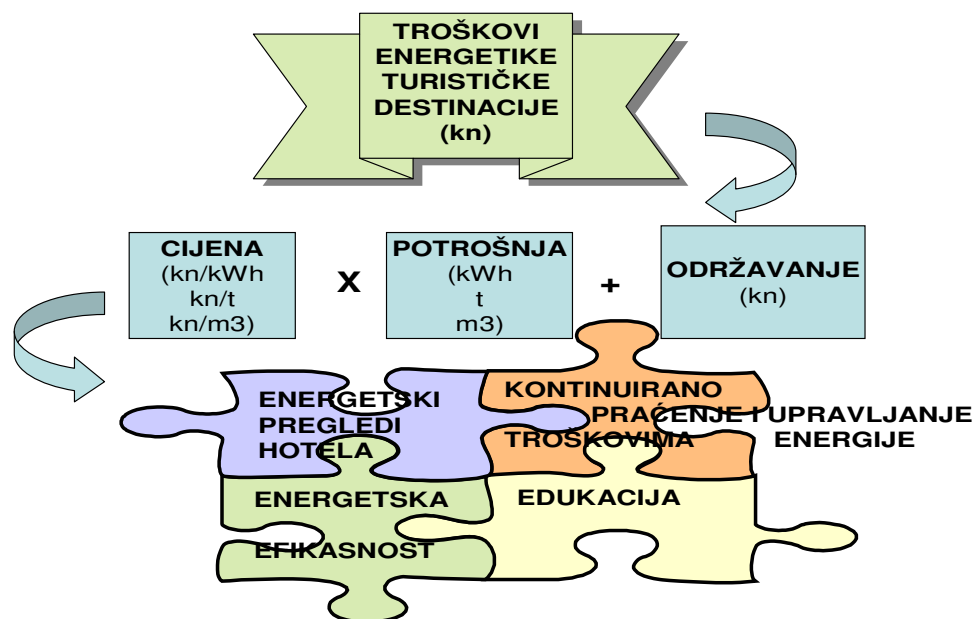 TROŠKOVI
ENERGETIKE
TURISTIČKE
DESTINACIJE
(kn)
CIJENA
(kn/kWh
kn/t
kn/m3)
X
POTROŠNJA
(kWh
t
m3)
+
ODRŽAVANJE
(kn)
ENERGETSKI
PREGLEDI
HOTELA
KONTINUIRANO
PRAĆENJE I UPRAVLJANJE
TROŠKOVIMA ENERGIJE
ENERGETSKA
EFIKASNOST
EDUKACIJA